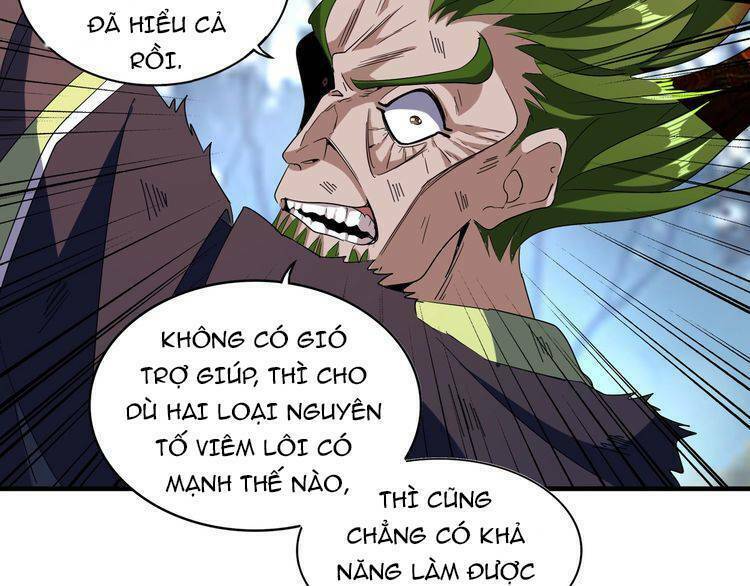 ĐÃ HIỂU CẢ
RỒI.
KHÔNG CÓ GIÓ
TRỢ GIÚP, THÌ CHO
DÙ HAI LOẠI NGUYÊN
TỐ VIÊM LÔI CÓ
MẠNH THẾ NÀO,
THÌ CŨNG
CHẲNG CÓ KHẢ
NĂNG LÀM ĐƯỢC